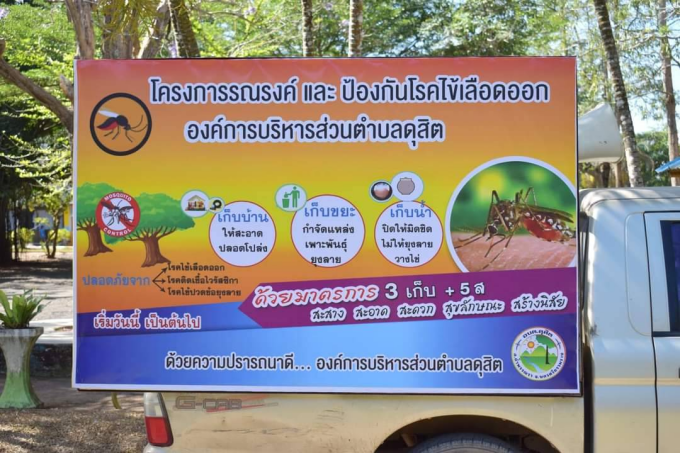 โครงการรณรงค์ และ ป้องกันโรคไข้เลือดออก
องค์การบริหารส่วนตำบลดุสิต
MOSQUITO
CONTROL
เก็บบ้าน
ให้สะอาด
ปลอดโปร่ง
เก็บขยะ
กำจัดแหล่ง
เพาะพันธุ์
ยุงลาย
เก็บน้ำ
ปิดให้มิดชิด
ไม่ให้ยุงลาย
วางไข่
ปลอดภัยจาก
โรคไข้เลือดออก
โรคติดเชื้อไวรัสซิกา
โรคไข้ปวดข้อยุงลาย
ด้วยมาตรการ 3 เก็บ + 5 ส
สะสาง สะอาด สะดวก สุขลักษณะ สร้างนิสัย
เริ่มวันนี้ เป็นต้นไป
อบต.ดุสิต
ด้วยความปรารถนาดี... องค์การบริหารส่วนตำบลดุสิต